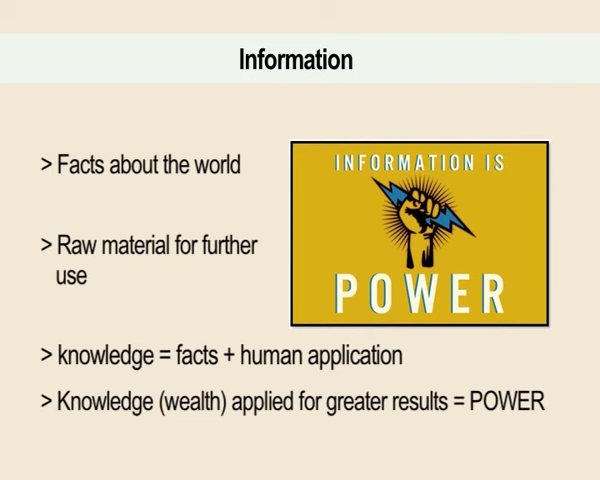 Information
> Facts about the world
> Raw material for further
use
INFORMATION IS
POWER
> knowledge = facts + human application
> Knowledge (wealth) applied for greater results = POWER